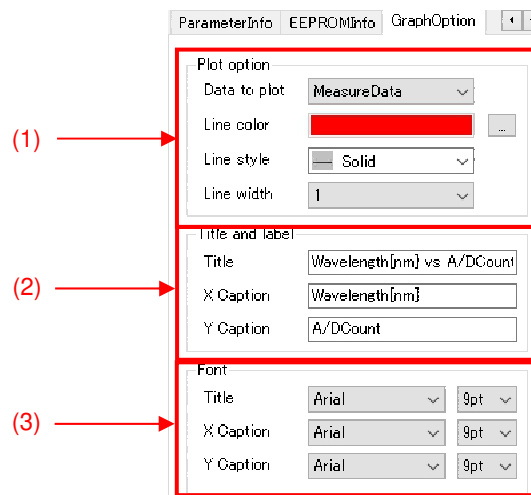 ParameterInfo EEPROMInfo GraphOption
Plot option
Data to plot MeasureData
Line color ...
(1)
Line style Solid
Line width 1
Title and label
Title Wavelength[nm] vs A/DCount
(2)
X Caption Wavelength[nm]
Y Caption A/DCount
Font
Title Arial 9pt
(3)
X Caption Arial 9pt
Y Caption Arial 9pt